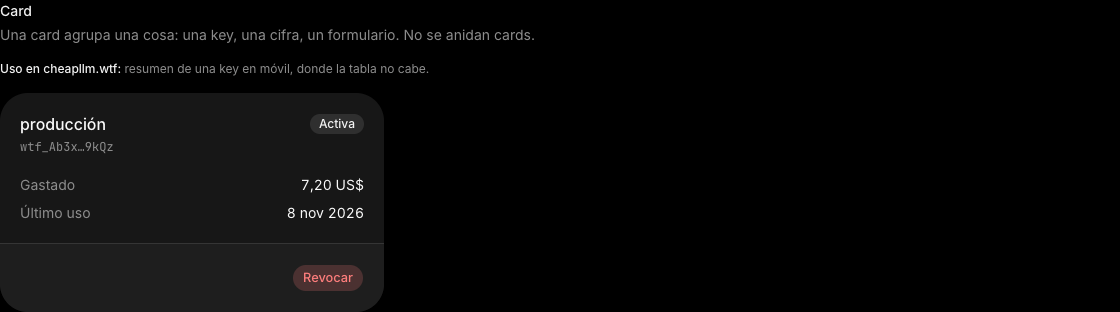 Card
Una card agrupa una cosa: una key, una cifra, un formulario. No se anidan cards.
Uso en cheapllm.wtf: resumen de una key en móvil, donde la tabla no cabe.
producción
Activa
wtf_Ab3x…9kQz
Gastado 7,20 US$
Último uso 8 nov 2026
Revocar